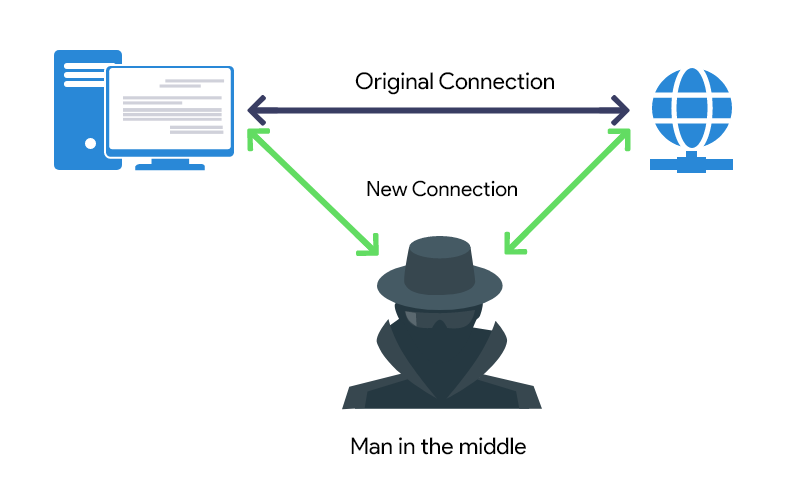 Original Connection
New Connection
Man in the middle